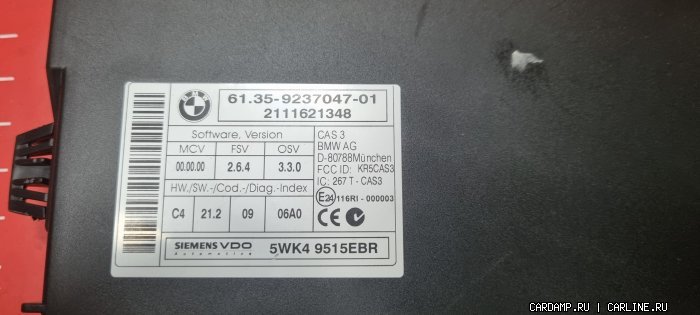 BMW
61.35-9237047-01
2111621348
Software, Version
MCV FSV OSV
00.00.00 2.6.4 3.3.0
HW./SW.-/Cod.-/Diag.-Index
C4 21.2 09 06A0
CAS 3
BMW AG
D-80788München
FCC ID: KR5CAS3
IC: 267 T - CAS3
E24 116RI - 000003
CE
SIEMENS VDO
Automotive
5WK4 9515EBR
CARDAMP.RU | CARLINE.RU